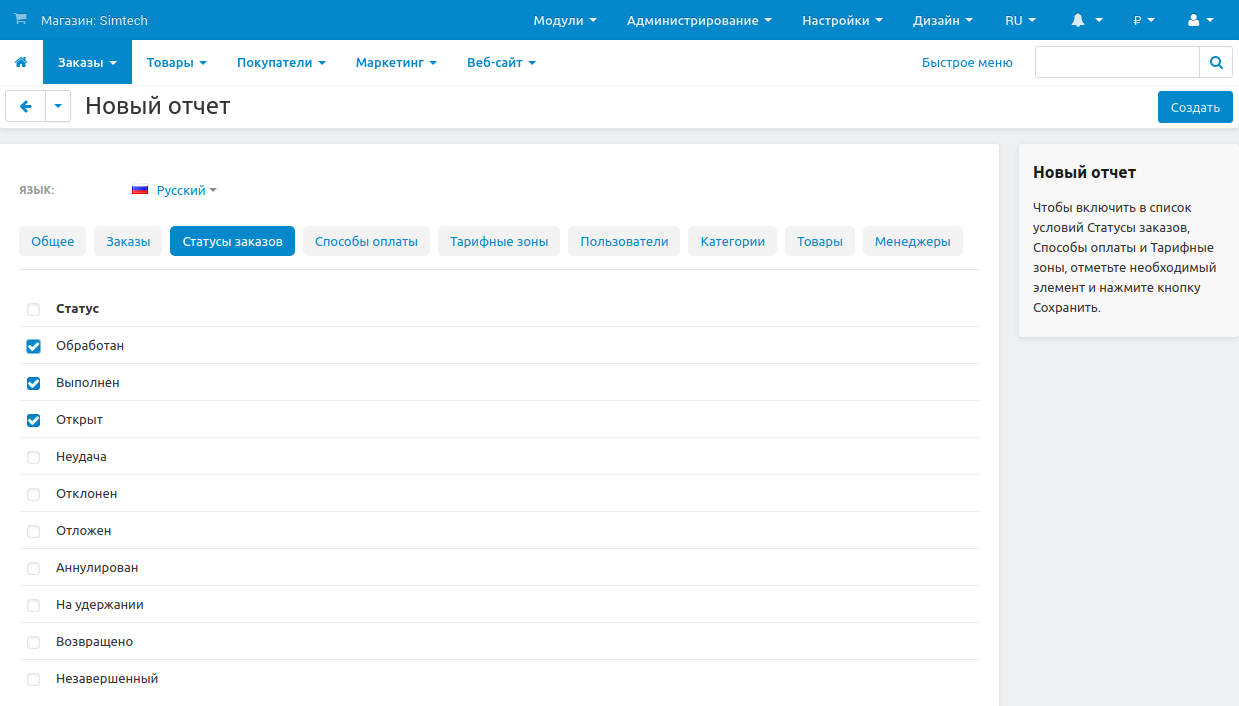 Магазин: Simtech Модули Администрирование Настройки Дизайн RU ₽
Заказы Товары Покупатели Маркетинг Веб-сайт Быстрое меню
Новый отчет Создать
ЯЗЫК: Русский
Общее Заказы Статусы заказов Способы оплаты Тарифные зоны Пользователи Категории Товары Менеджеры
Статус
Обработан
Выполнен
Открыт
Неудача
Отклонен
Отложен
Аннулирован
На удержании
Возвращено
Незавершенный
Новый отчет
Чтобы включить в список
условий Статусы заказов,
Способы оплаты и Тарифные
зоны, отметьте необходимый
элемент и нажмите кнопку
Сохранить.